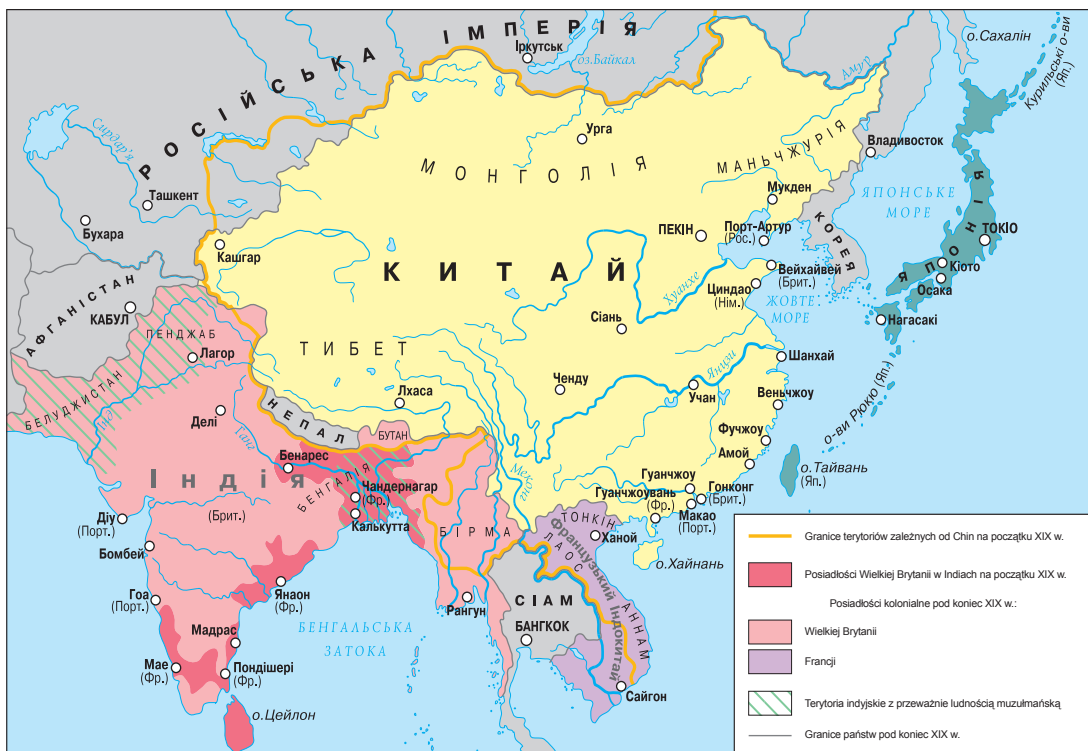 РОСІЙСЬКА ІМПЕРІЯ
Іркутськ
оз.Байкал
Амур
о.Сахалін
Курильські о-ви
(Яп.)
Сирдар'я
Ташкент
Бухара
Урга
МОНГОЛІЯ
МАНЬЧЖУРІЯ
Владивосток
ЯПОНСЬКЕ
МОРЕ
ЯПОНІЯ
Мукден
ПЕКІН
Порт-Артур
(Рос.)
КОРЕЯ
ТОКІО
Кіото
Осака
Кашгар
КИТАЙ
Вейхайвей
(Брит.)
Циндао
(Нім.)
ЖОВТЕ
МОРЕ
Хуанхе
Нагасакі
АФГАНІСТАН
КАБУЛ
ПЕНДЖАБ
Лагор
БЕЛУДЖИСТАН
Інд
ТИБЕТ
Сіань
Шанхай
Янцзи
о-ви Рюкю (Яп.)
Лхаса
Ченду
Учан
Веньчжоу
Делі
НЕПАЛ
БУТАН
Ганг
Фучжоу
Амой
Бенарес
Індія
(Брит.)
БЕНГАЛІЯ
Чандернагар
(Фр.)
Калькутта
Меконг
Гуанчжоу
Гонконг
(Брит.)
Гуанчжоувань
(Фр.)
Макао
(Порт.)
о.Тайвань
(Яп.)
Діу
(Порт.)
Бомбей
БІРМА
ТОНКІН
Ханой
ЛАОС
Французький Індокитай
АННАМ
о.Хайнань
Гоа
(Порт.)
Янаон
(Фр.)
Рангун
СІАМ
БАНГКОК
Мадрас
БЕНГАЛЬСЬКА
ЗАТОКА
Мае
(Фр.)
Пондішері
(Фр.)
Сайгон
о.Цейлон
Granice terytoriów zależnych od Chin na początku XIX w.
Posiadłości Wielkiej Brytanii w Indiach na początku XIX w.
Posiadłości kolonialne pod koniec XIX w.:
Wielkiej Brytanii
Francji
Terytoria indyjskie z przeważnie ludnością muzułmańską
Granice państw pod koniec XIX w.